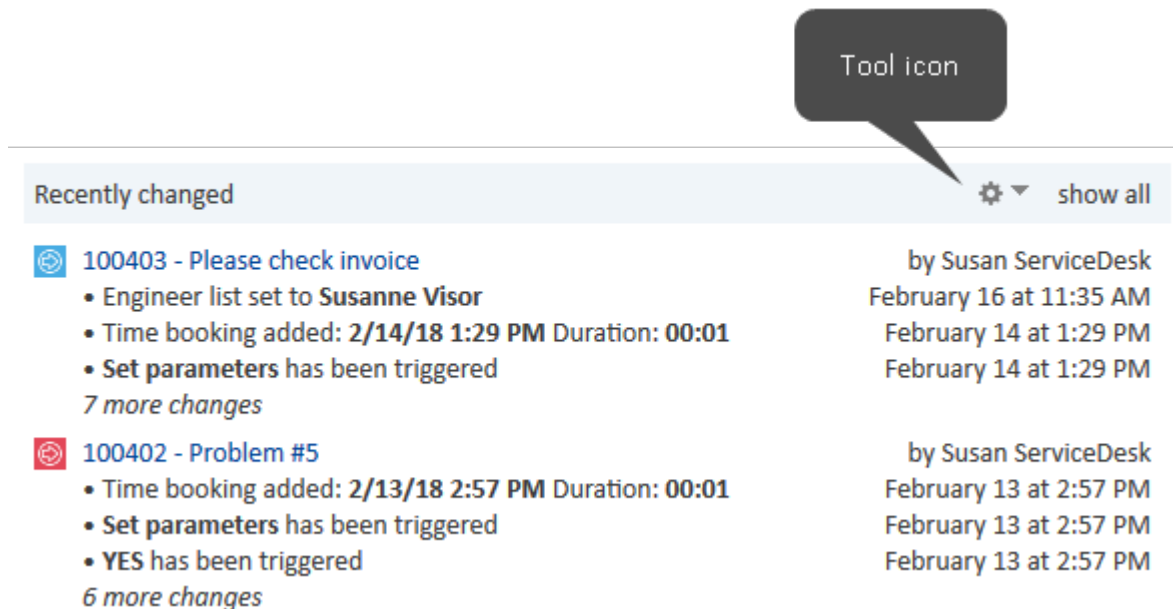 Tool icon
Recently changed show all
100403 - Please check invoice by Susan ServiceDesk
• Engineer list set to Susanne Visor February 16 at 11:35 AM
• Time booking added: 2/14/18 1:29 PM Duration: 00:01 February 14 at 1:29 PM
• Set parameters has been triggered February 14 at 1:29 PM
7 more changes
100402 - Problem #5 by Susan ServiceDesk
• Time booking added: 2/13/18 2:57 PM Duration: 00:01 February 13 at 2:57 PM
• Set parameters has been triggered February 13 at 2:57 PM
• YES has been triggered February 13 at 2:57 PM
6 more changes